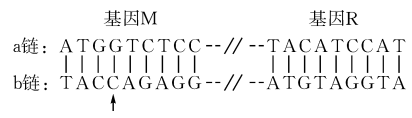 基因M 基因R
a链: ATGGTCTCC--//--TACATCCAT
b链: TACCAGAGG--//--ATGTAGGTA